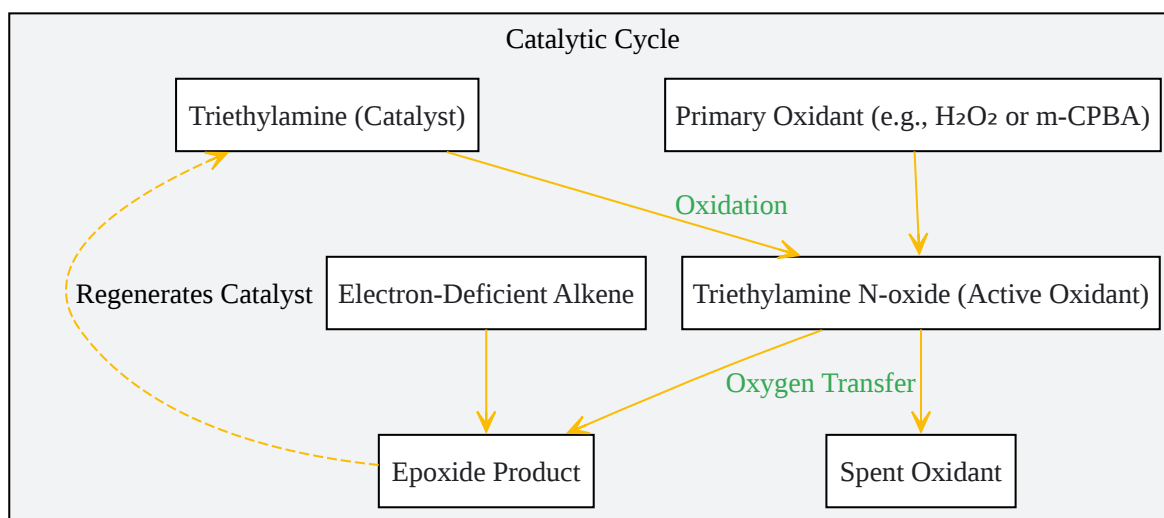 Catalytic Cycle
Triethylamine (Catalyst)
Primary Oxidant (e.g., H₂O₂ or m-CPBA)
Oxidation
Regenerates Catalyst
Electron-Deficient Alkene
Triethylamine N-oxide (Active Oxidant)
Oxygen Transfer
Epoxide Product
Spent Oxidant